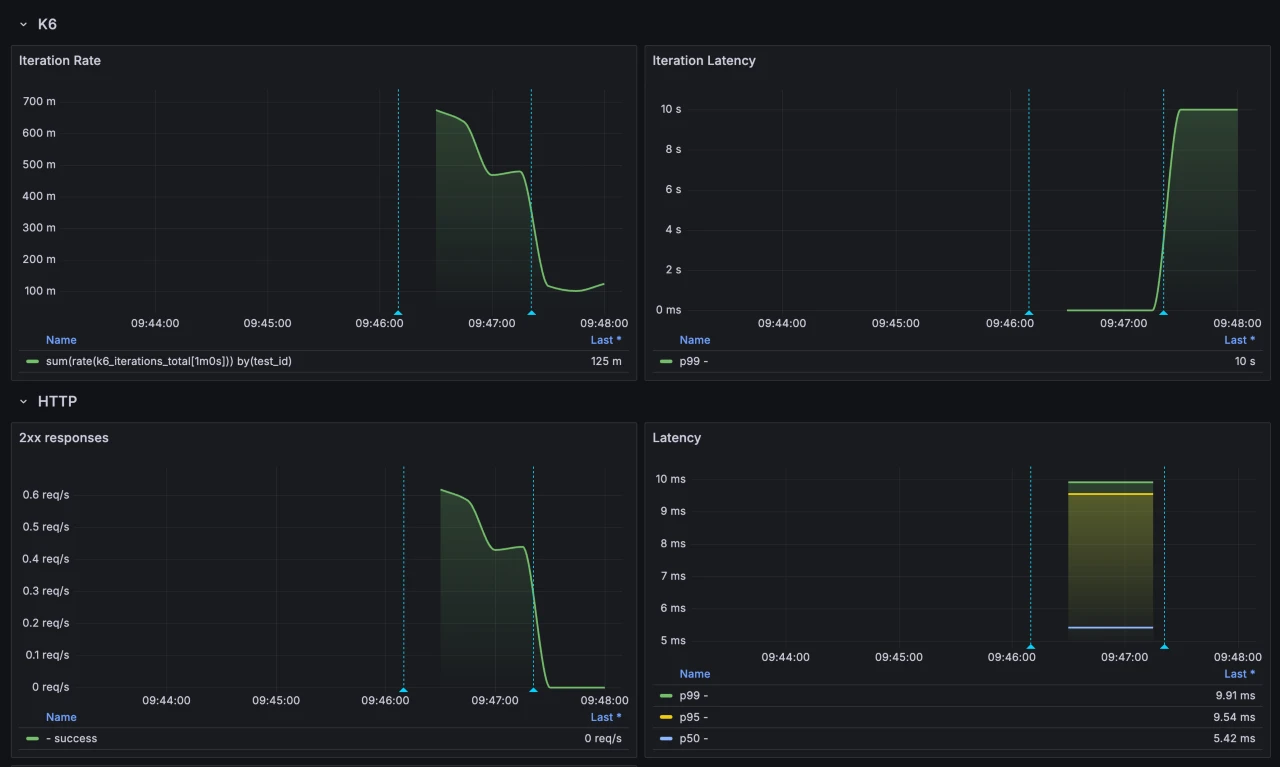 K6
Iteration Rate
700 m
600 m
500 m
400 m
300 m
200 m
100 m
09:44:00 09:45:00 09:46:00 09:47:00 09:48:00
Name Last *
sum(rate(k6_iterations_total[1m0s])) by(test_id) 125 m
Iteration Latency
10 s
8 s
6 s
4 s
2 s
0 ms
09:44:00 09:45:00 09:46:00 09:47:00 09:48:00
Name Last *
p99 - 10 s
HTTP
2xx responses
0.6 req/s
0.5 req/s
0.4 req/s
0.3 req/s
0.2 req/s
0.1 req/s
0 req/s
09:44:00 09:45:00 09:46:00 09:47:00 09:48:00
Name Last *
- success 0 req/s
Latency
10 ms
9 ms
8 ms
7 ms
6 ms
5 ms
09:44:00 09:45:00 09:46:00 09:47:00 09:48:00
Name Last *
p99 - 9.91 ms
p95 - 9.54 ms
p50 - 5.42 ms